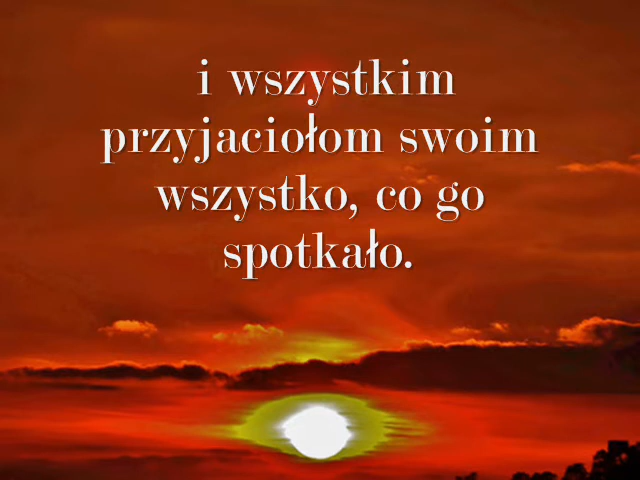 i wszystkim
przyjaciołom swoim
wszystko, co go
spotkało.